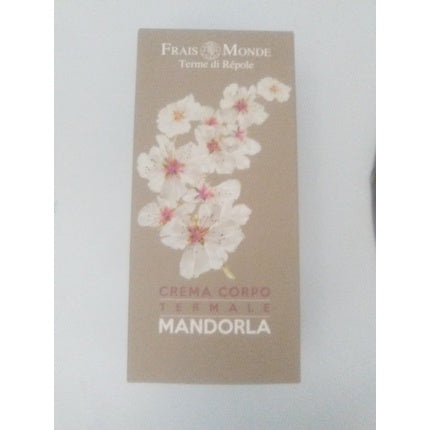 FRAIS MONDE
Terme di Répole
CREMA CORPO
TERMALE
MANDORLA